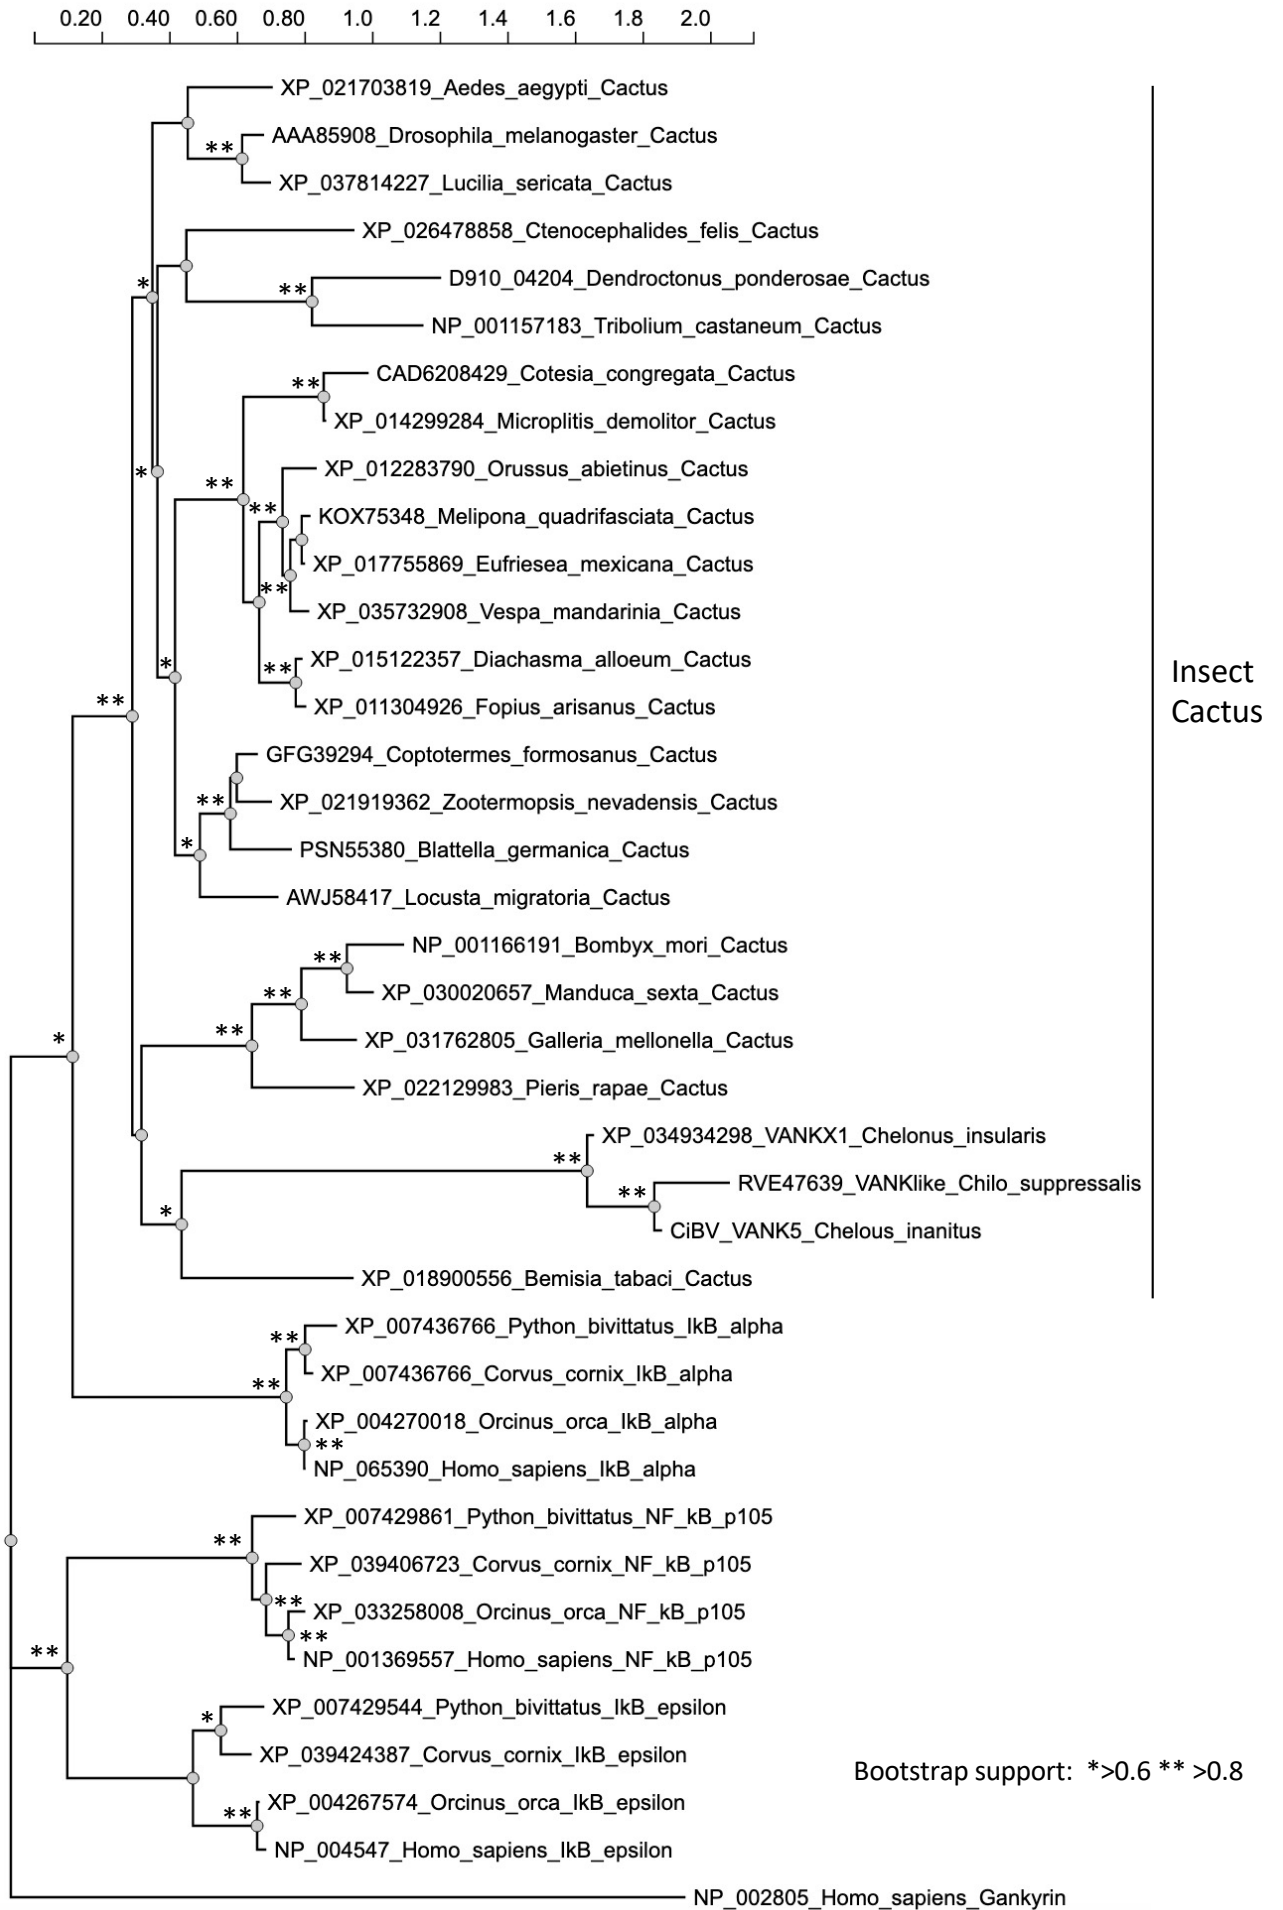 0.20 0.40 0.60 0.80 1.0 1.2 1.4 1.6 1.8 2.0
XP_021703819_Aedes_aegypti_Cactus
AAA85908_Drosophila_melanogaster_Cactus
**
XP_037814227_Lucilia_sericata_Cactus
XP_026478858_Ctenocephalides_felis_Cactus
D910_04204_Dendroctonus_ponderosae_Cactus
* **
NP_001157183_Tribolium_castaneum_Cactus
CAD6208429_Cotesia_congregata_Cactus
**
XP_014299284_Microplitis_demolitor_Cactus
XP_012283790_Orussus_abietinus_Cactus
* **
**
KOX75348_Melipona_quadrifasciata_Cactus
XP_017755869_Eufriesea_mexicana_Cactus
**
XP_035732908_Vespa_mandarinia_Cactus
XP_015122357_Diachasma_alloeum_Cactus
* **
XP_011304926_Fopius_arisanus_Cactus
Insect
Cactus
**
GFG39294_Coptotermes_formosanus_Cactus
XP_021919362_Zootermopsis_nevadensis_Cactus
**
PSN55380_Blattella_germanica_Cactus
*
AWJ58417_Locusta_migratoria_Cactus
NP_001166191_Bombyx_mori_Cactus
**
XP_030020657_Manduca_sexta_Cactus
**
XP_031762805_Galleria_mellonella_Cactus
* **
XP_022129983_Pieris_rapae_Cactus
XP_034934298_VANKX1_Chelonus_insularis
**
RVE47639_VANKlike_Chilo_suppressalis
**
* CiBV_VANK5_Chelous_inanitus
XP_018900556_Bemisia_tabaci_Cactus
XP_007436766_Python_bivittatus_IkB_alpha
**
XP_007436766_Corvus_cornix_IkB_alpha
**
XP_004270018_Orcinus_orca_IkB_alpha
**
NP_065390_Homo_sapiens_IkB_alpha
XP_007429861_Python_bivittatus_NF_kB_p105
**
XP_039406723_Corvus_cornix_NF_kB_p105
**
XP_033258008_Orcinus_orca_NF_kB_p105
**
NP_001369557_Homo_sapiens_NF_kB_p105
**
XP_007429544_Python_bivittatus_IkB_epsilon
*
XP_039424387_Corvus_cornix_IkB_epsilon
Bootstrap support: *>0.6 ** >0.8
XP_004267574_Orcinus_orca_IkB_epsilon
**
NP_004547_Homo_sapiens_IkB_epsilon
NP_002805_Homo_sapiens_Gankyrin